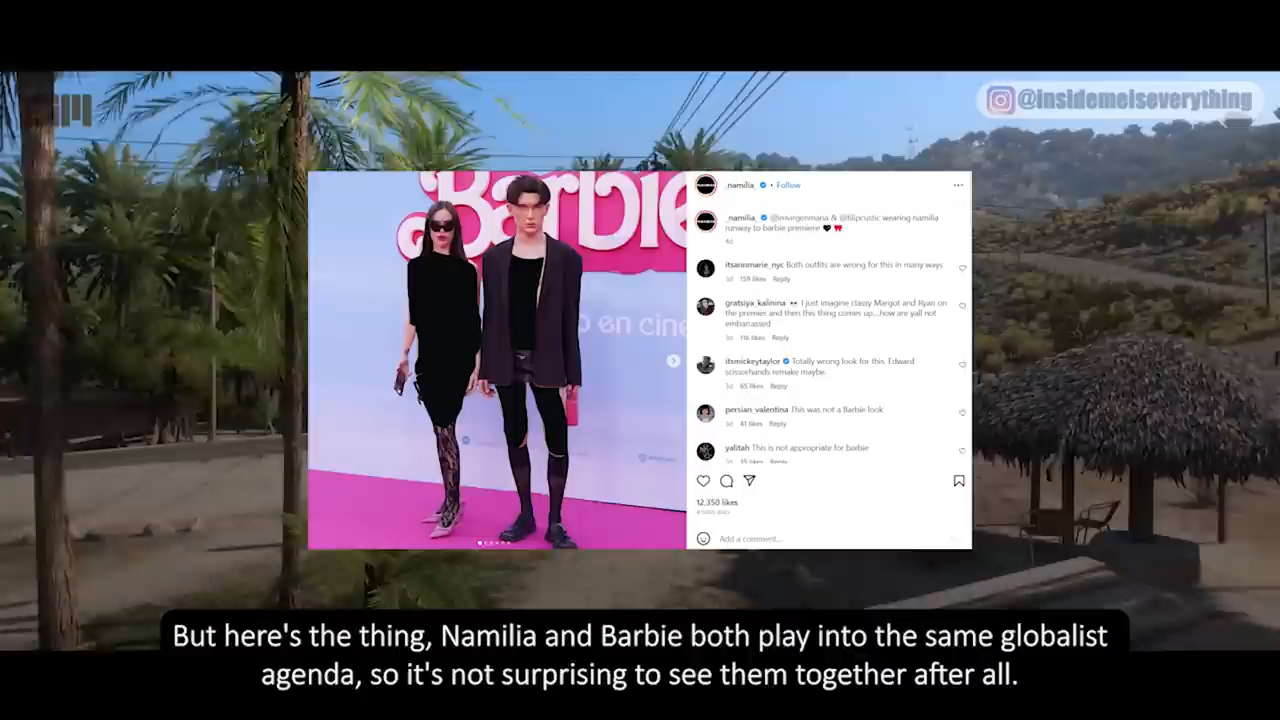 @insidemeiseverything
Barbie
o en cine
_namilia_ • Follow
_namilia_ @imvirgenmaria & @filipcustic wearing namilia
runway to barbie premiere
4d
itsannmarie_nyc Both outfits are wrong for this in many ways
3d 159 likes Reply
gratsiya_kalinina I just imagine classy Margot and Ryan on
the premier and then this thing comes up...how are yall not
embarrassed
3d 116 likes Reply
itsmickeytaylor Totally wrong look for this. Edward
scissorhands remake maybe.
3d 65 likes Reply
persian_valentina This was not a Barbie look
3d 41 likes Reply
yalitah This is not appropriate for barbie
12,350 likes
Add a comment...
But here's the thing, Namilia and Barbie both play into the same globalist
agenda, so it's not surprising to see them together after all.